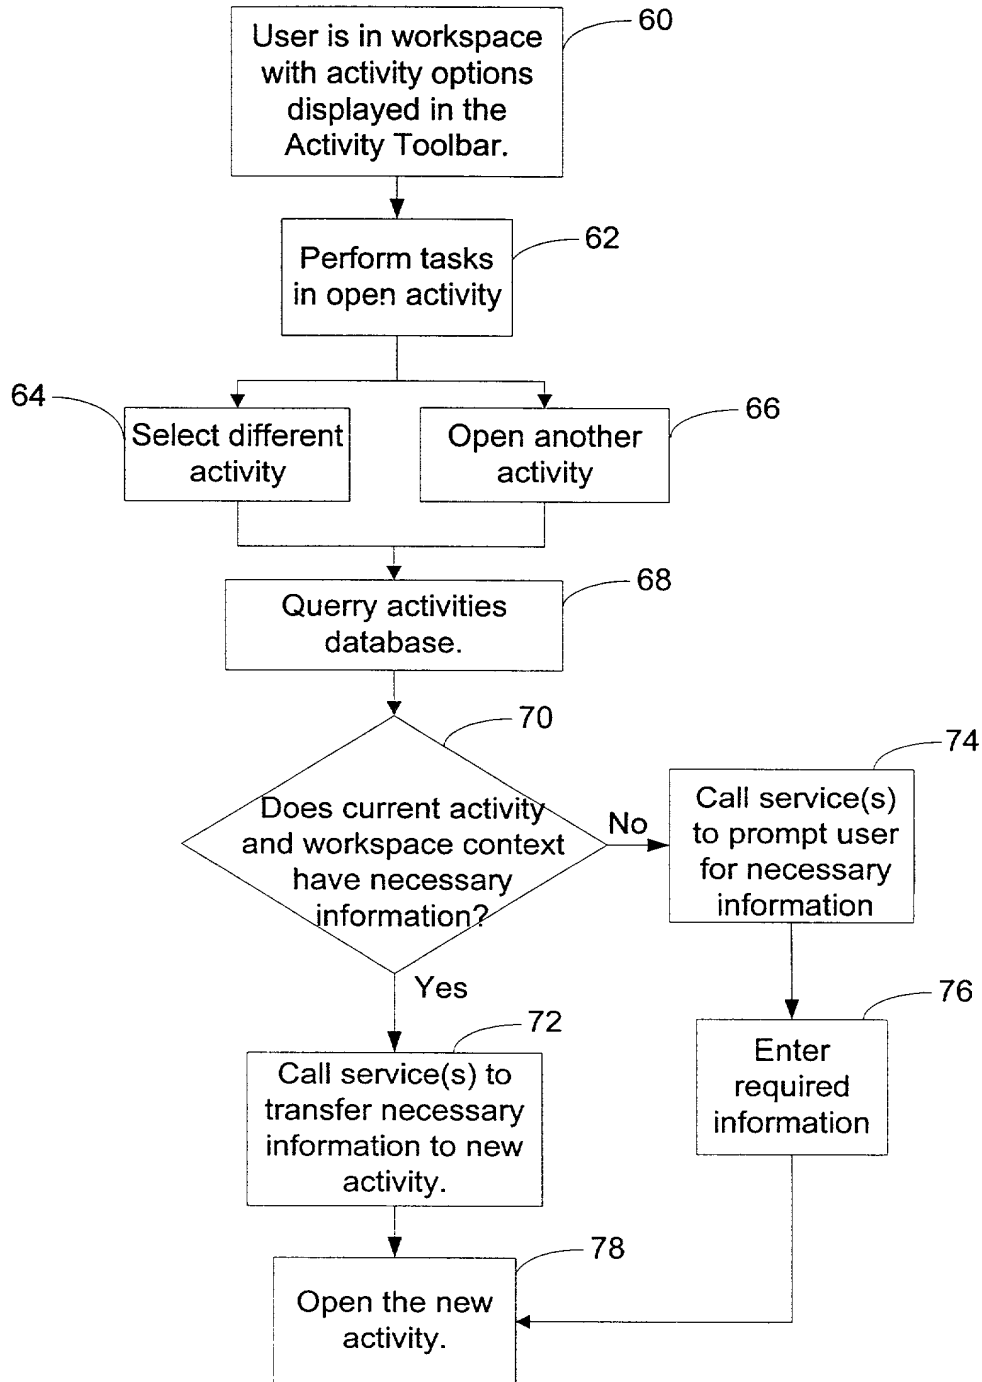 60
User is in workspace
with activity options
displayed in the
Activity Toolbar.
62
Perform tasks
in open activity
64
Select different
activity
66
Open another
activity
68
Querry activities
database.
70
Does current activity
and workspace context
have necessary
information?
No
74
Call service(s)
to prompt user
for necessary
information
Yes
76
Enter
required
information
72
Call service(s) to
transfer necessary
information to new
activity.
78
Open the new
activity.